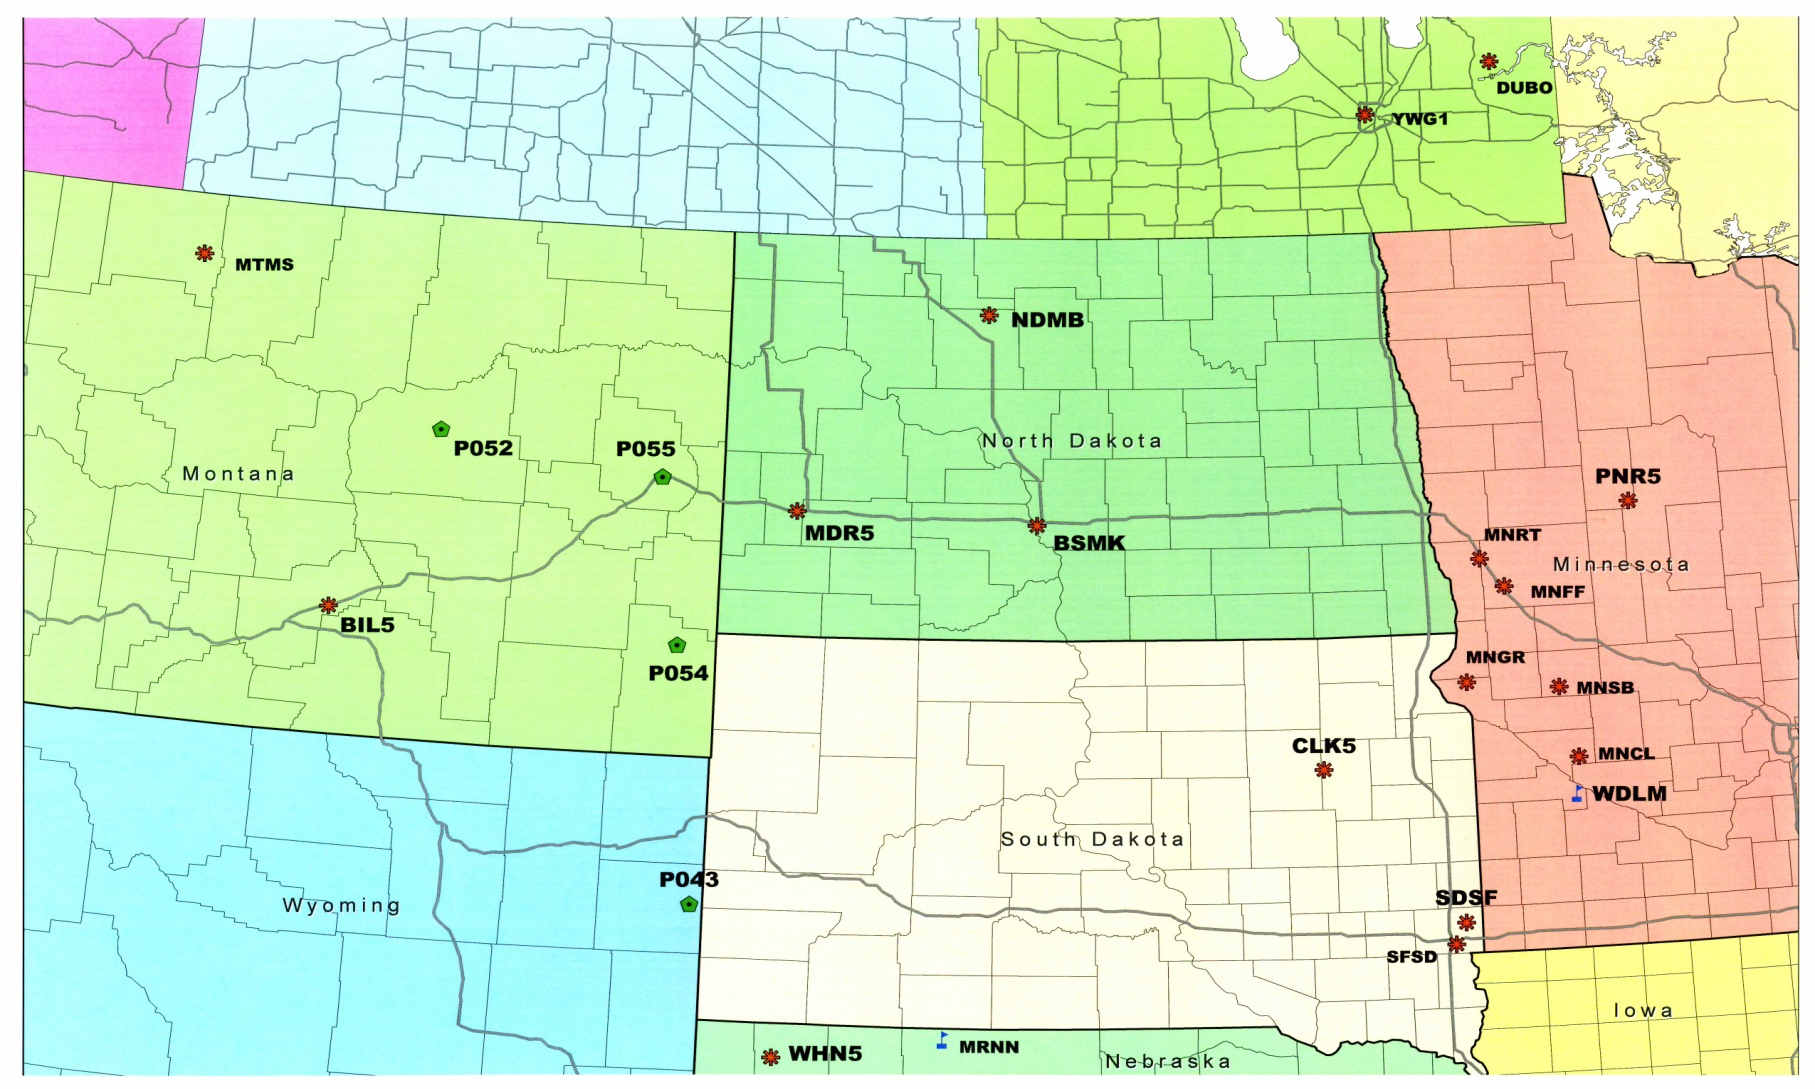 DUBO
YWG1
MTMS
NDMB
North Dakota
P052
P055
Montana
PNR5
MDR5
BSMK
MNRT
Minnesota
MNFF
BIL5
P054
MNGR
MNSB
CLK5
MNCL
WDLM
South Dakota
P043
Wyoming
SDSF
SFSD
Iowa
WHN5
MRNN
Nebraska